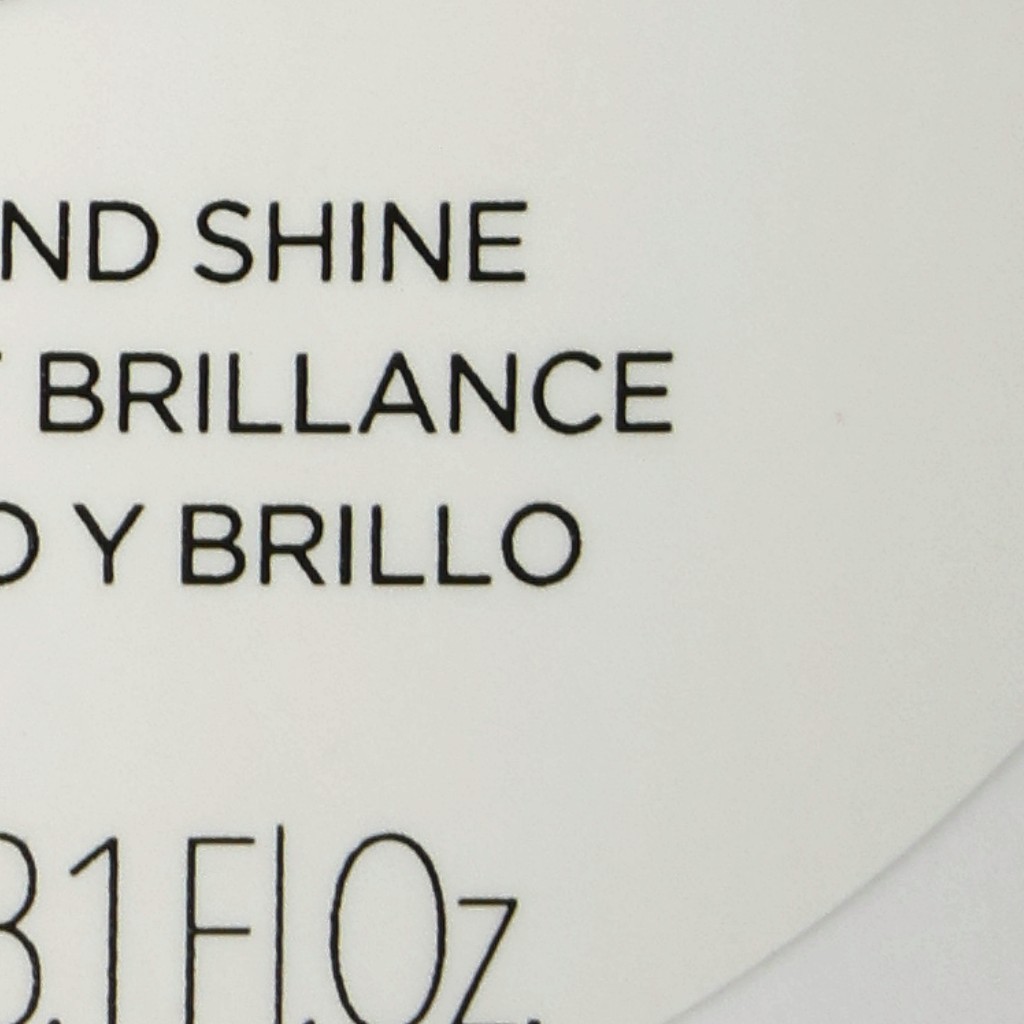 ND SHINE
BRILLANCE
O Y BRILLO
3.1 Fl.Oz.